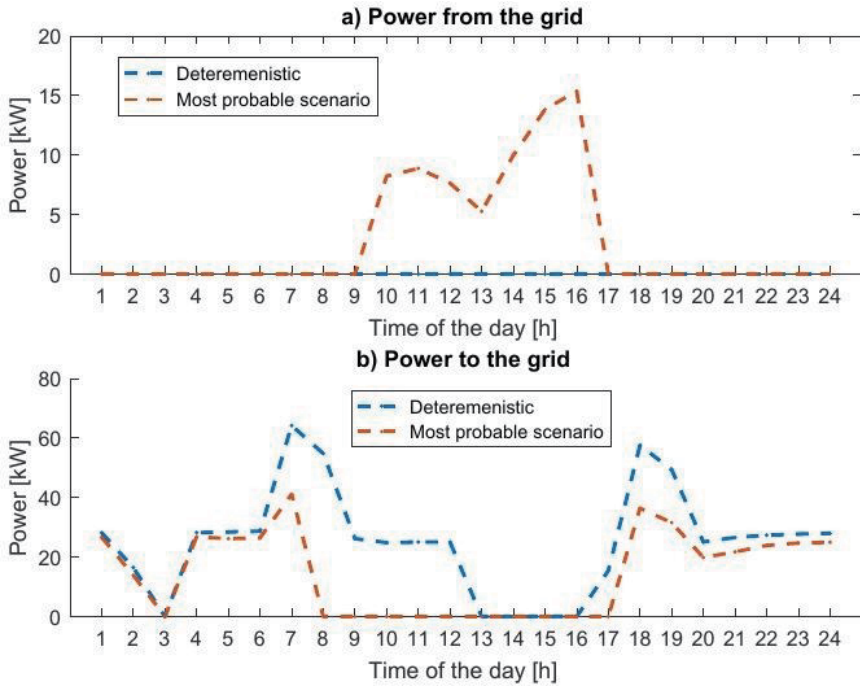 a) Power from the grid
20
15
10
5
0
Power [kW]
Deteremenistic
Most probable scenario
1 2 3 4 5 6 7 8 9 10 11 12 13 14 15 16 17 18 19 20 21 22 23 24
Time of the day [h]
b) Power to the grid
80
60
40
20
0
Power [kW]
Deteremenistic
Most probable scenario
1 2 3 4 5 6 7 8 9 10 11 12 13 14 15 16 17 18 19 20 21 22 23 24
Time of the day [h]